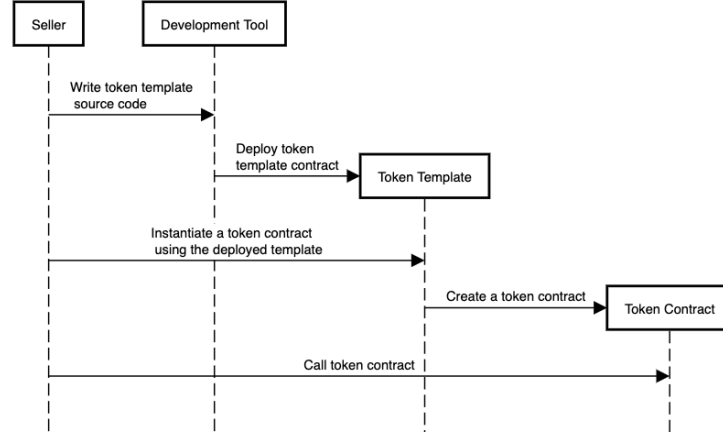 Seller
Development Tool
Write token template
source code
Deploy token
template contract
Token Template
Instantiate a token contract
using the deployed template
Create a token contract
Token Contract
Call token contract